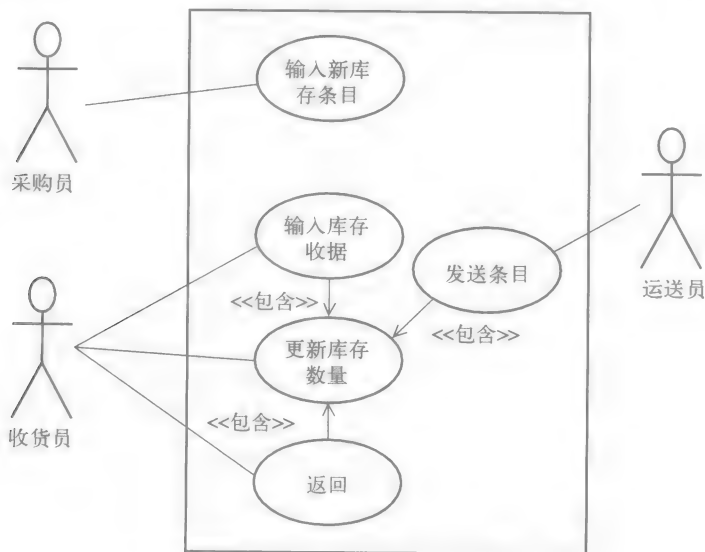 输入新库
存条目
采购员
输入库存
收据
发送条目
运送员
<<包含>>
<<包含>>
更新库存
数量
收货员
<<包含>>
返回